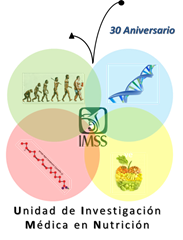 30 Aniversario
IMSS
Unidad de Investigación
Médica en Nutrición